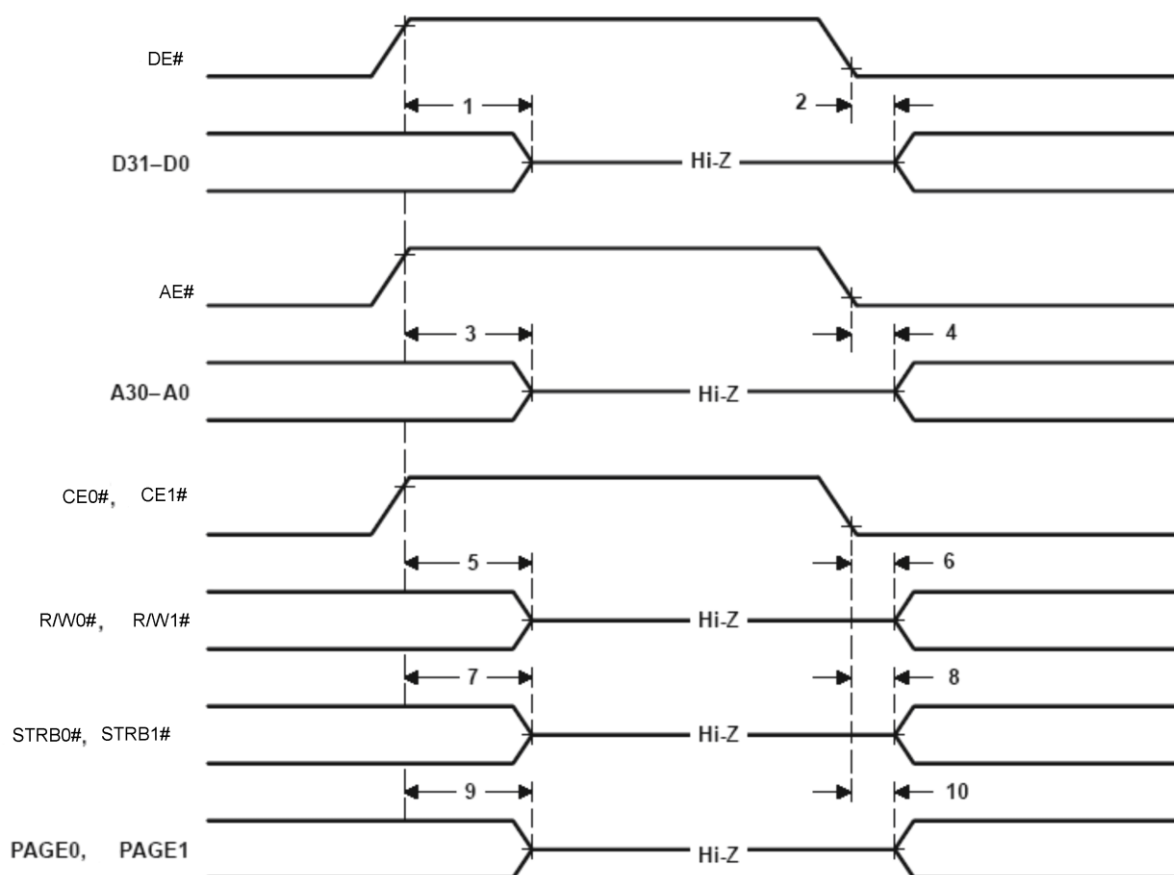 DE#
1
2
D31–D0
Hi-Z
AE#
3
4
A30–A0
Hi-Z
CE0#, CE1#
5
6
R/W0#, R/W1#
Hi-Z
7
8
STRB0#, STRB1#
Hi-Z
9
10
PAGE0, PAGE1
Hi-Z